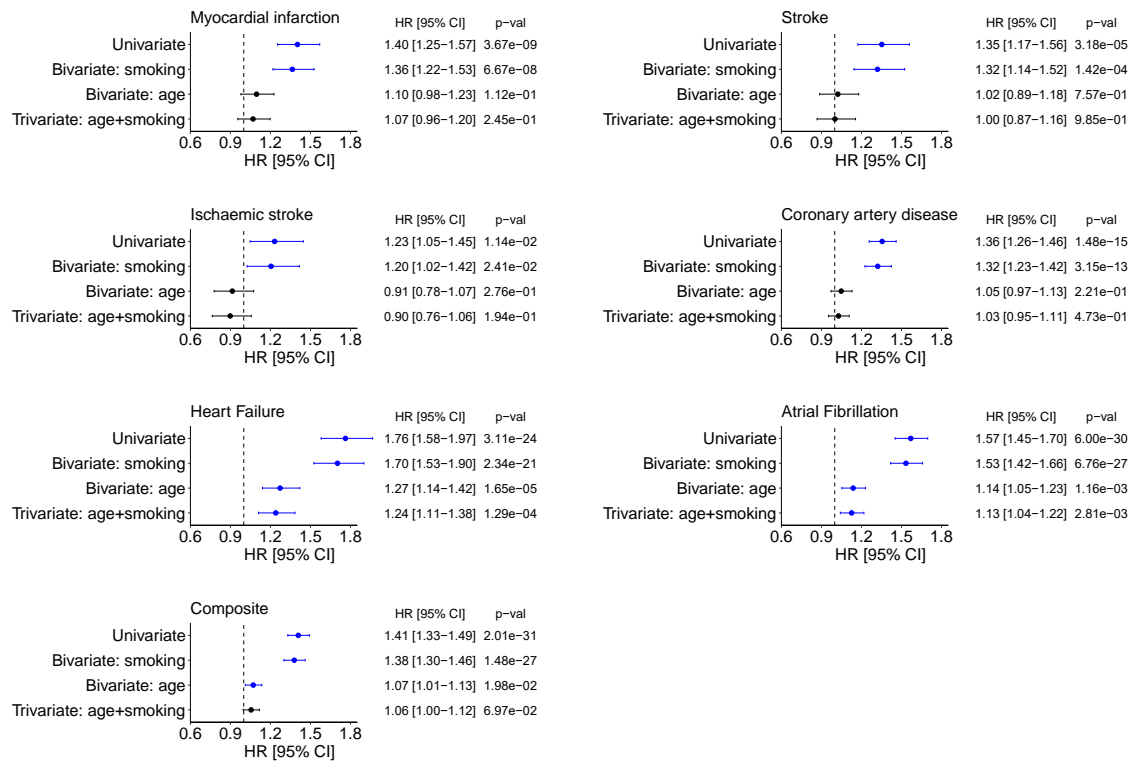 Myocardial infarction HR [95% CI] p−val
Univariate 1.40 [1.25−1.57] 3.67e−09
Bivariate: smoking 1.36 [1.22−1.53] 6.67e−08
Bivariate: age 1.10 [0.98−1.23] 1.12e−01
Trivariate: age+smoking 1.07 [0.96−1.20] 2.45e−01
0.6 0.9 1.2 1.5 1.8
HR [95% CI]
Stroke HR [95% CI] p−val
Univariate 1.35 [1.17−1.56] 3.18e−05
Bivariate: smoking 1.32 [1.14−1.52] 1.42e−04
Bivariate: age 1.02 [0.89−1.18] 7.57e−01
Trivariate: age+smoking 1.00 [0.87−1.16] 9.85e−01
0.6 0.9 1.2 1.5 1.8
HR [95% CI]
Ischaemic stroke HR [95% CI] p−val
Univariate 1.23 [1.05−1.45] 1.14e−02
Bivariate: smoking 1.20 [1.02−1.42] 2.41e−02
Bivariate: age 0.91 [0.78−1.07] 2.76e−01
Trivariate: age+smoking 0.90 [0.76−1.06] 1.94e−01
0.6 0.9 1.2 1.5 1.8
HR [95% CI]
Coronary artery disease HR [95% CI] p−val
Univariate 1.36 [1.26−1.46] 1.48e−15
Bivariate: smoking 1.32 [1.23−1.42] 3.15e−13
Bivariate: age 1.05 [0.97−1.13] 2.21e−01
Trivariate: age+smoking 1.03 [0.95−1.11] 4.73e−01
0.6 0.9 1.2 1.5 1.8
HR [95% CI]
Heart Failure HR [95% CI] p−val
Univariate 1.76 [1.58−1.97] 3.11e−24
Bivariate: smoking 1.70 [1.53−1.90] 2.34e−21
Bivariate: age 1.27 [1.14−1.42] 1.65e−05
Trivariate: age+smoking 1.24 [1.11−1.38] 1.29e−04
0.6 0.9 1.2 1.5 1.8
HR [95% CI]
Atrial Fibrillation HR [95% CI] p−val
Univariate 1.57 [1.45−1.70] 6.00e−30
Bivariate: smoking 1.53 [1.42−1.66] 6.76e−27
Bivariate: age 1.14 [1.05−1.23] 1.16e−03
Trivariate: age+smoking 1.13 [1.04−1.22] 2.81e−03
0.6 0.9 1.2 1.5 1.8
HR [95% CI]
Composite HR [95% CI] p−val
Univariate 1.41 [1.33−1.49] 2.01e−31
Bivariate: smoking 1.38 [1.30−1.46] 1.48e−27
Bivariate: age 1.07 [1.01−1.13] 1.98e−02
Trivariate: age+smoking 1.06 [1.00−1.12] 6.97e−02
0.6 0.9 1.2 1.5 1.8
HR [95% CI]